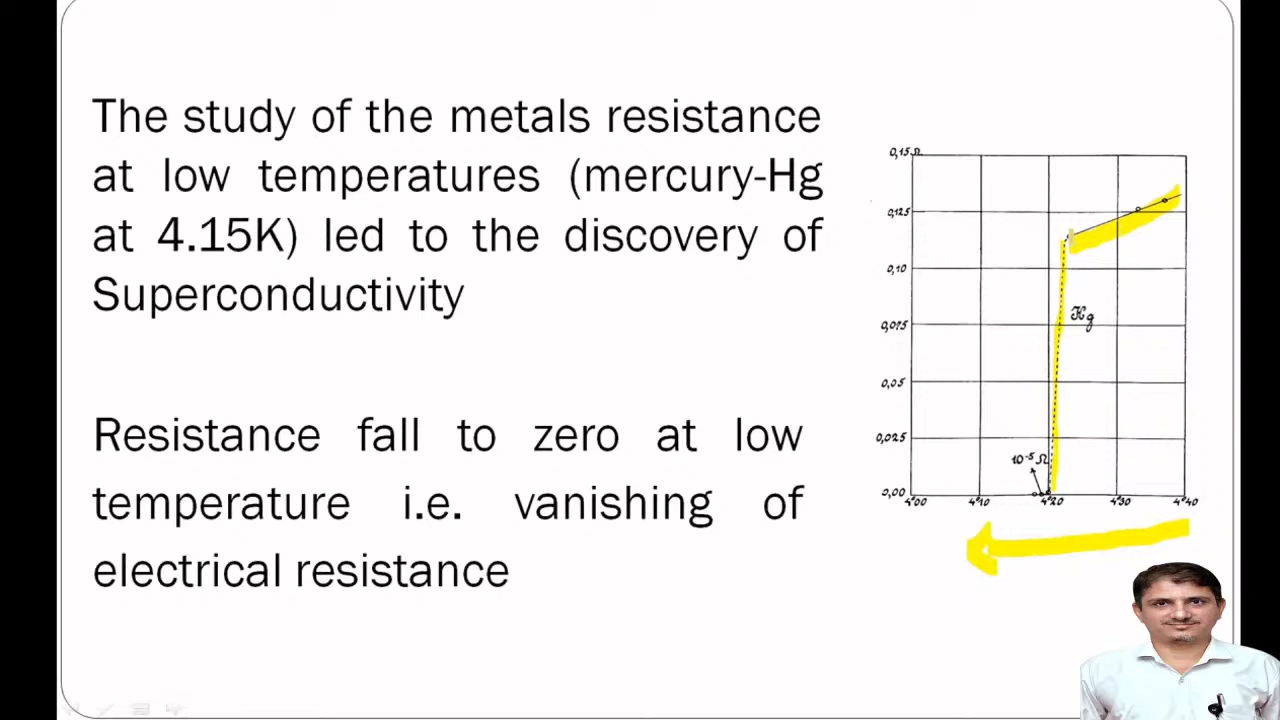 The study of the metals resistance
at low temperatures (mercury-Hg
at 4.15K) led to the discovery of
Superconductivity
Resistance fall to zero at low
temperature i.e. vanishing of
electrical resistance
0,15 Ω
0,125
0,10
0,075
0,05
0,025
0,00
Hg
10⁻⁵ Ω
4°00 4°10 4°20 4°30 4°40